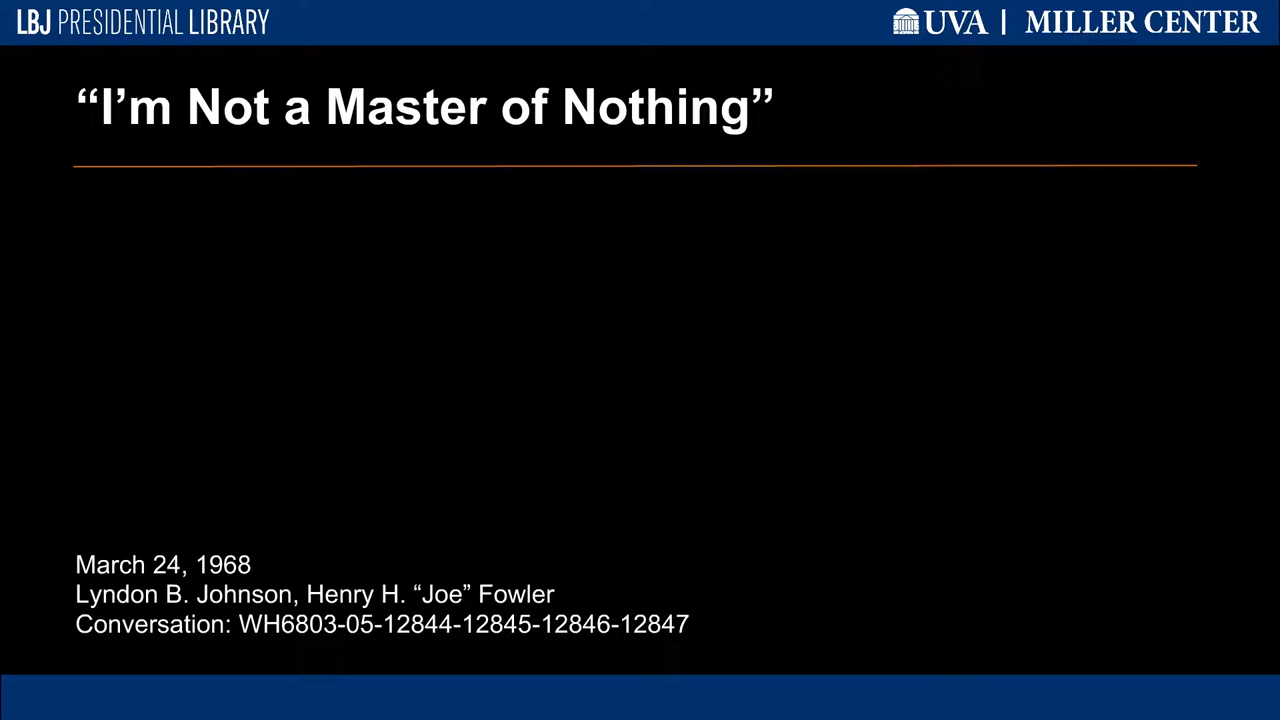 LBJ PRESIDENTIAL LIBRARY
UVA | MILLER CENTER
“I’m Not a Master of Nothing”
March 24, 1968
Lyndon B. Johnson, Henry H. “Joe” Fowler
Conversation: WH6803-05-12844-12845-12846-12847